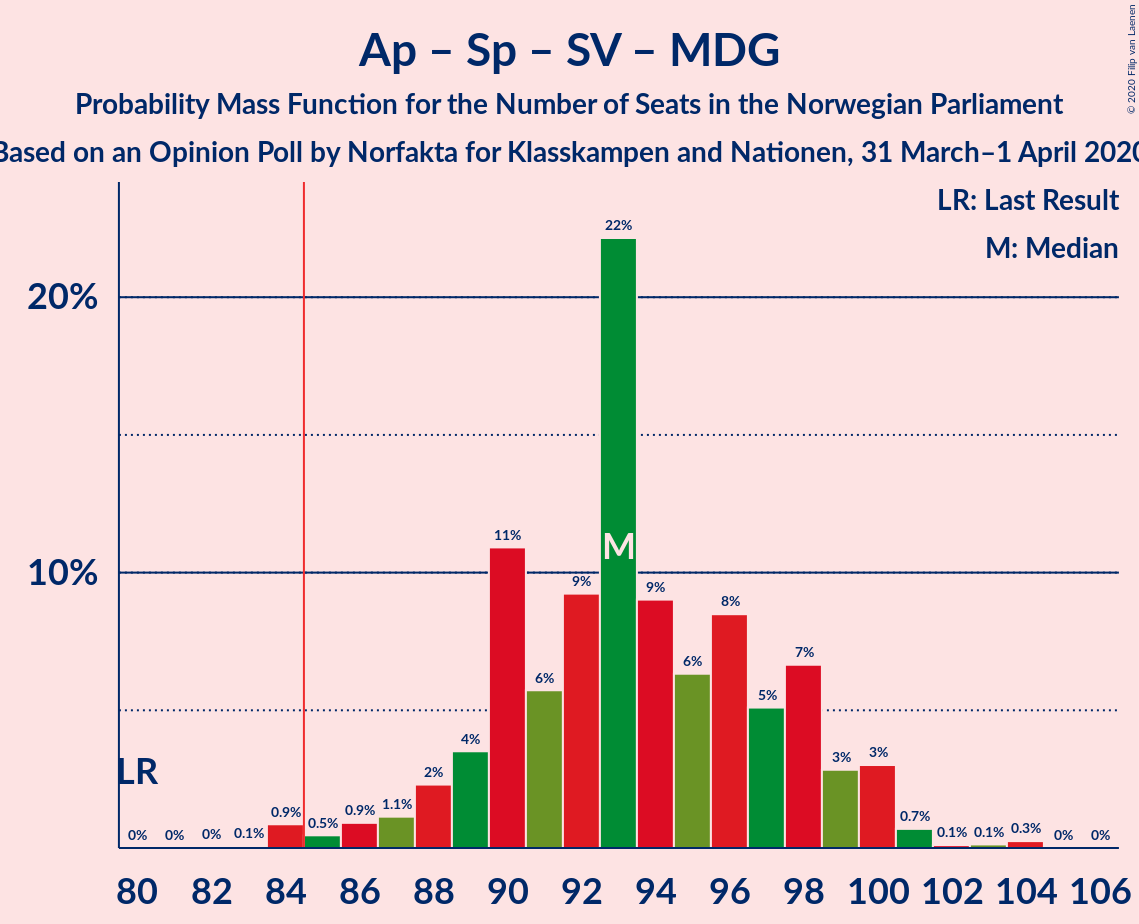 Ap – Sp – SV – MDG
Probability Mass Function for the Number of Seats in the Norwegian Parliament
Based on an Opinion Poll by Norfakta for Klasskampen and Nationen, 31 March–1 April 2020
© 2020 Filip van Laenen
LR: Last Result
M: Median
20%
10%
LR
M
0% 0% 0% 0.1% 0.9% 0.5% 0.9% 1.1% 2% 4% 11% 6% 9% 22% 9% 6% 8% 5% 7% 3% 3% 0.7% 0.1% 0.1% 0.3% 0% 0%
80 82 84 86 88 90 92 94 96 98 100 102 104 106